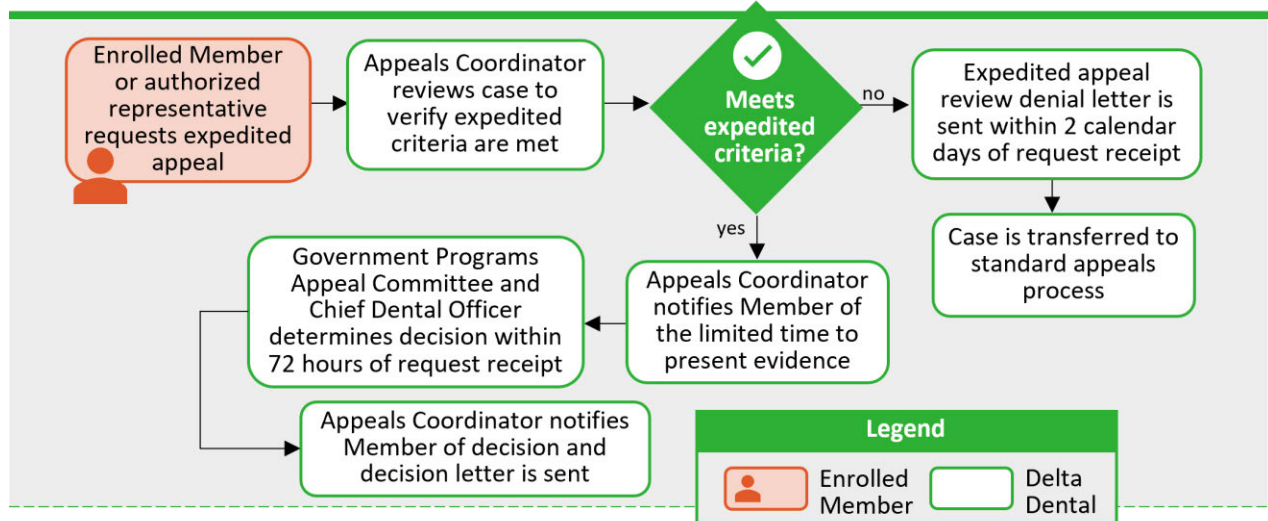 Enrolled Member
or authorized
representative
requests expedited
appeal
Appeals Coordinator
reviews case to
verify expedited
criteria are met
Meets
expedited
criteria?
no
Expedited appeal
review denial letter is
sent within 2 calendar
days of request receipt
Case is transferred to
standard appeals
process
yes
Appeals Coordinator
notifies Member of
the limited time to
present evidence
Government Programs
Appeal Committee and
Chief Dental Officer
determines decision within
72 hours of request receipt
Appeals Coordinator notifies
Member of decision and
decision letter is sent
Legend
Enrolled
Member
Delta
Dental